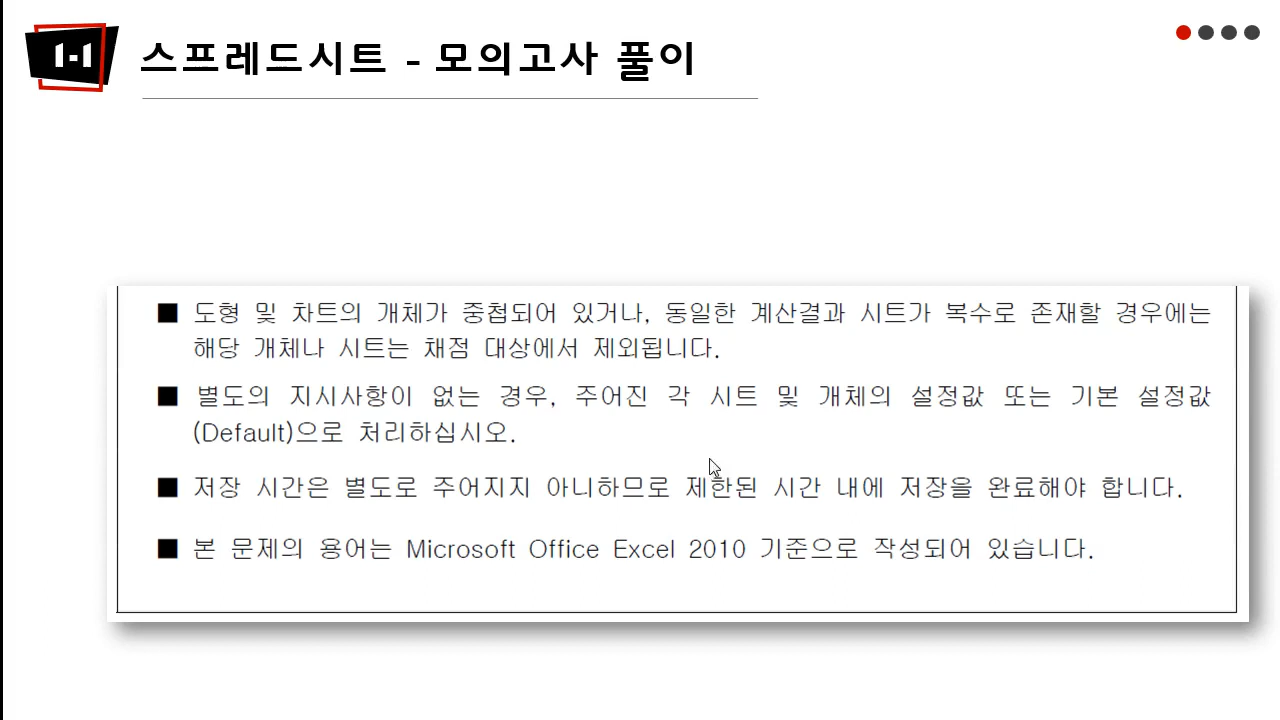 1-1
스프레드시트 - 모의고사 풀이
■ 도형 및 차트의 개체가 중첩되어 있거나, 동일한 계산결과 시트가 복수로 존재할 경우에는
해당 개체나 시트는 채점 대상에서 제외됩니다.
■ 별도의 지시사항이 없는 경우, 주어진 각 시트 및 개체의 설정값 또는 기본 설정값
(Default)으로 처리하십시오.
■ 저장 시간은 별도로 주어지지 아니하므로 제한된 시간 내에 저장을 완료해야 합니다.
■ 본 문제의 용어는 Microsoft Office Excel 2010 기준으로 작성되어 있습니다.